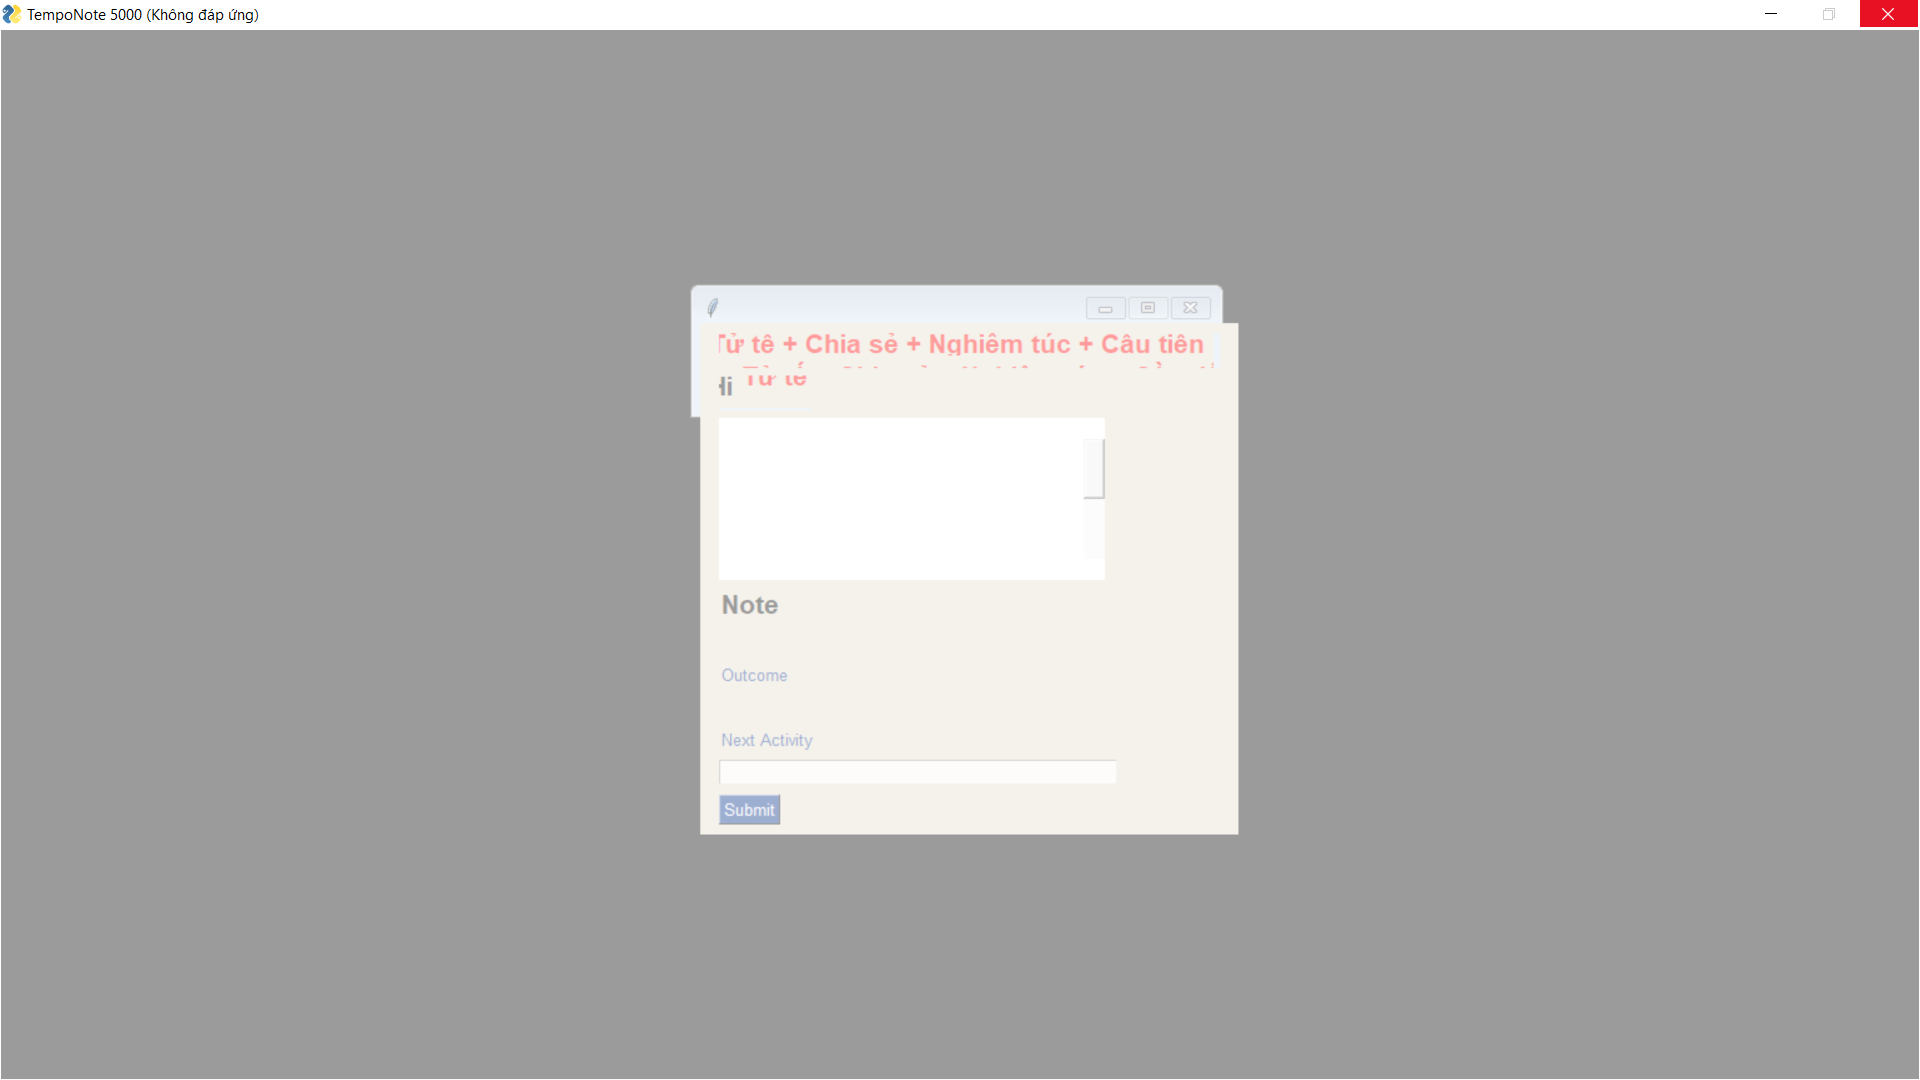 TempoNote 5000 (Không đáp ứng)
Tử tê + Chia sẻ + Nghiêm túc + Câu tiên
Hi Tử tế
Note
Outcome
Next Activity
Submit